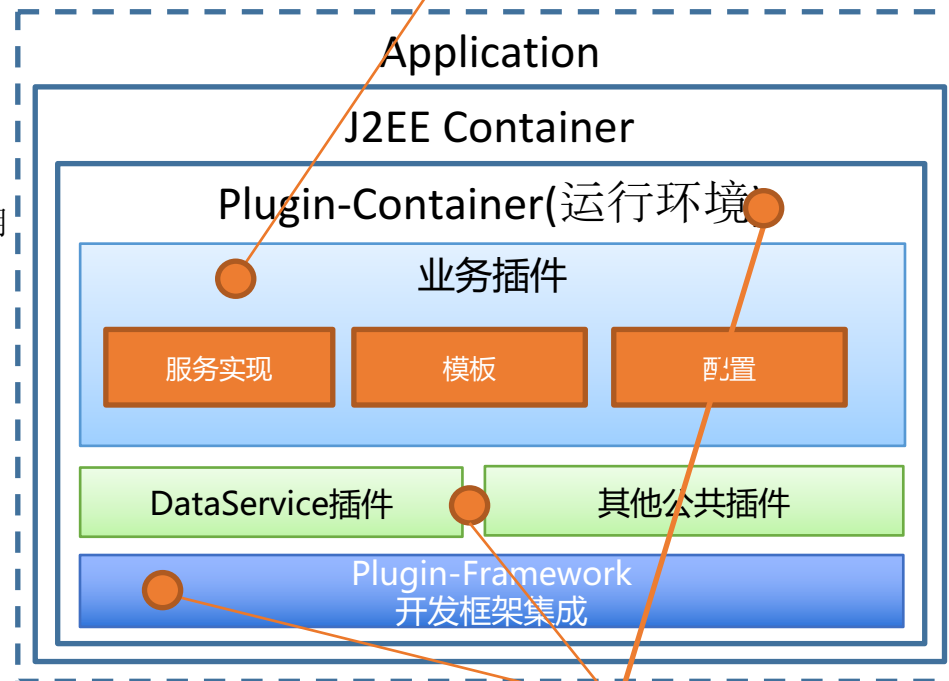 Application
J2EE Container
Plugin-Container(运行环境)
业务插件
服务实现
模板
配置
DataService插件
其他公共插件
Plugin-Framework
开发框架集成